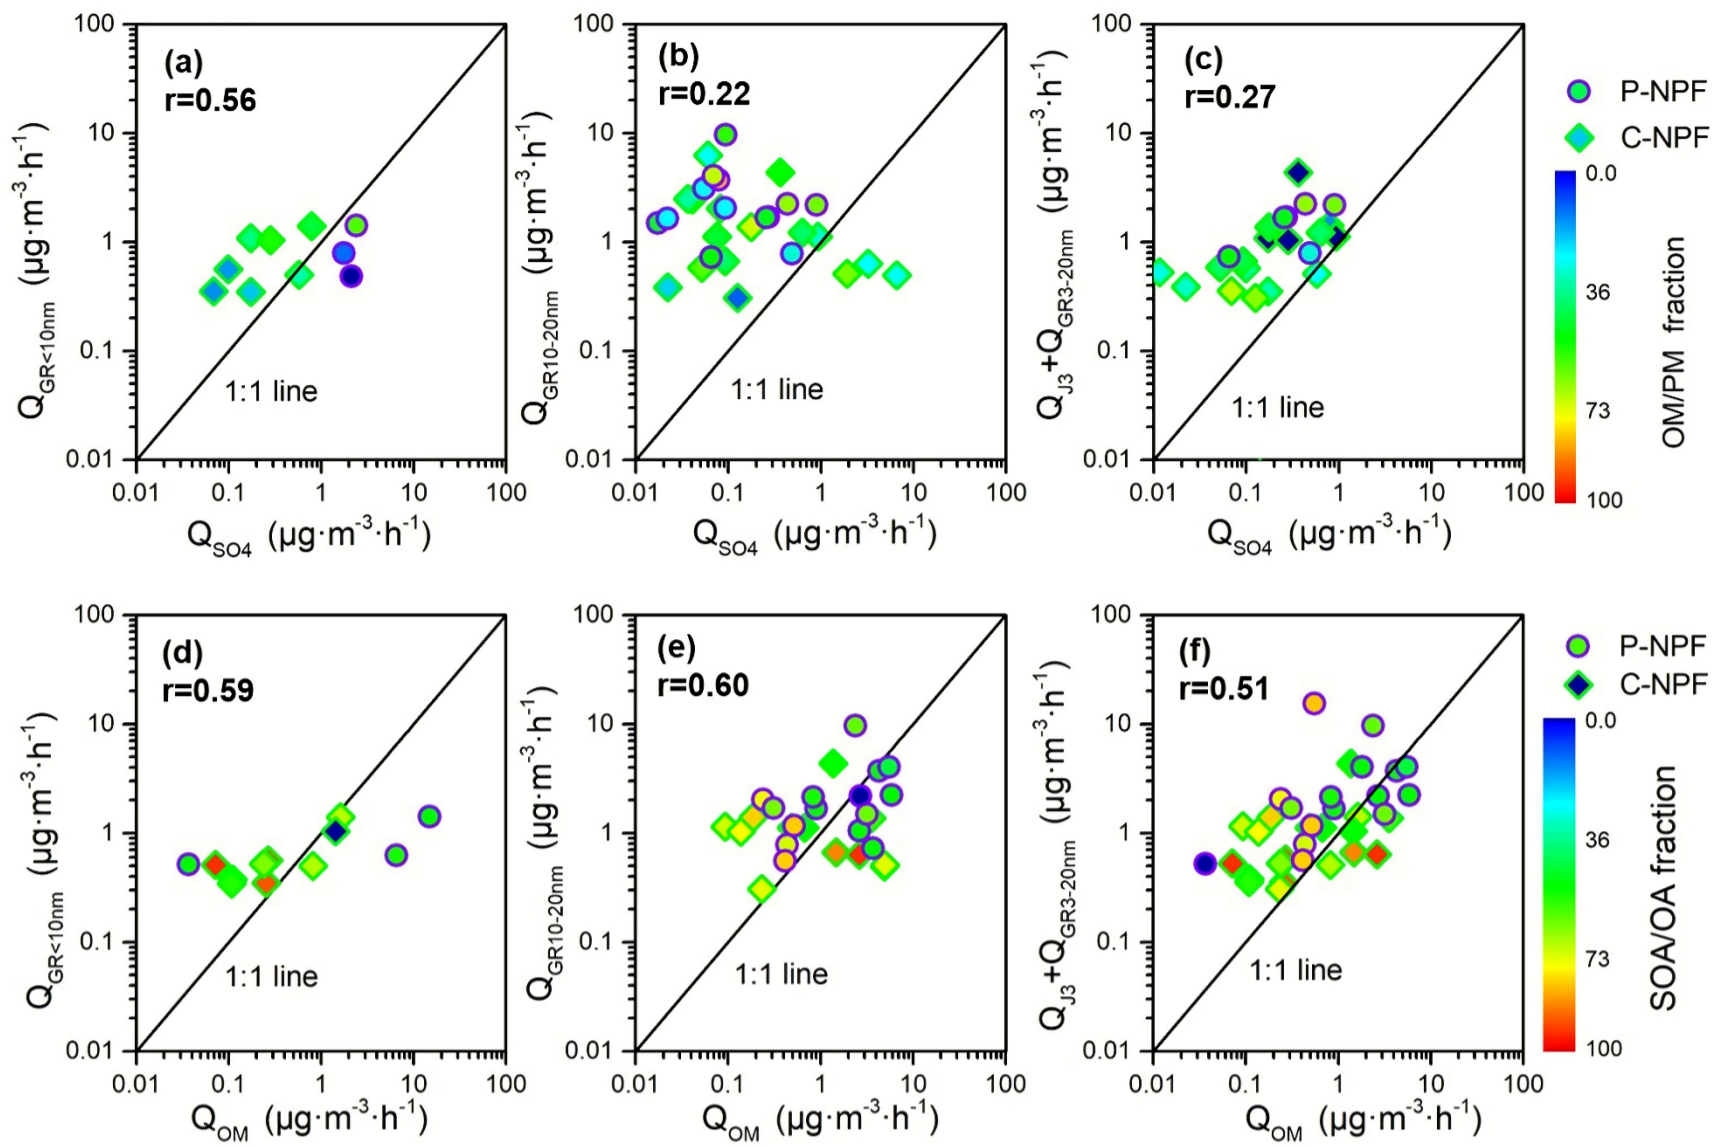 (a)
r=0.56
100
10
1
0.1
0.01
Q_GR<10nm (µg·m⁻³·h⁻¹)
1:1 line
0.01 0.1 1 10 100
Q_SO4 (µg·m⁻³·h⁻¹)
(b)
r=0.22
100
10
1
0.1
0.01
Q_GR10-20nm (µg·m⁻³·h⁻¹)
1:1 line
0.01 0.1 1 10 100
Q_SO4 (µg·m⁻³·h⁻¹)
(c)
r=0.27
100
10
1
0.1
0.01
Q_J3+Q_GR3-20nm (µg·m⁻³·h⁻¹)
1:1 line
0.01 0.1 1 10 100
Q_SO4 (µg·m⁻³·h⁻¹)
P-NPF
C-NPF
0.0
36
73
100
OM/PM fraction
(d)
r=0.59
100
10
1
0.1
0.01
Q_GR<10nm (µg·m⁻³·h⁻¹)
1:1 line
0.01 0.1 1 10 100
Q_OM (µg·m⁻³·h⁻¹)
(e)
r=0.60
100
10
1
0.1
0.01
Q_GR10-20nm (µg·m⁻³·h⁻¹)
1:1 line
0.01 0.1 1 10 100
Q_OM (µg·m⁻³·h⁻¹)
(f)
r=0.51
100
10
1
0.1
0.01
Q_J3+Q_GR3-20nm (µg·m⁻³·h⁻¹)
1:1 line
0.01 0.1 1 10 100
Q_OM (µg·m⁻³·h⁻¹)
P-NPF
C-NPF
0.0
36
73
100
SOA/OA fraction